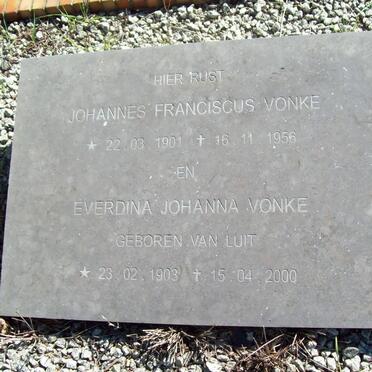 HIER RUST
JOHANNES FRANCISCUS VONKE
★ 22 03 1901 ✝ 16 11 1956
EN
EVERDINA JOHANNA VONKE
GEBOREN VAN LUIT
★ 23 02 1903 ✝ 15 04 2000